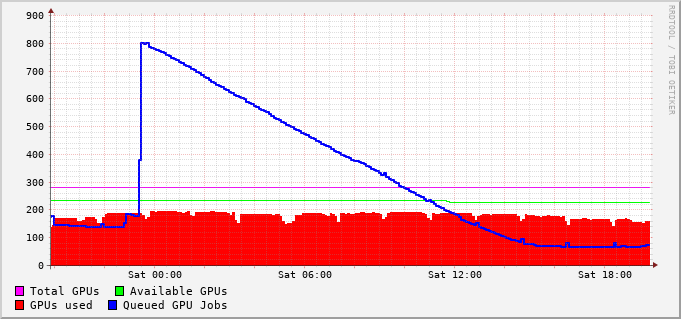 RRDTOOL / TOBI OETIKER
900
800
700
600
500
400
300
200
100
0
Sat 00:00 Sat 06:00 Sat 12:00 Sat 18:00
Total GPUs Available GPUs
GPUs used Queued GPU Jobs